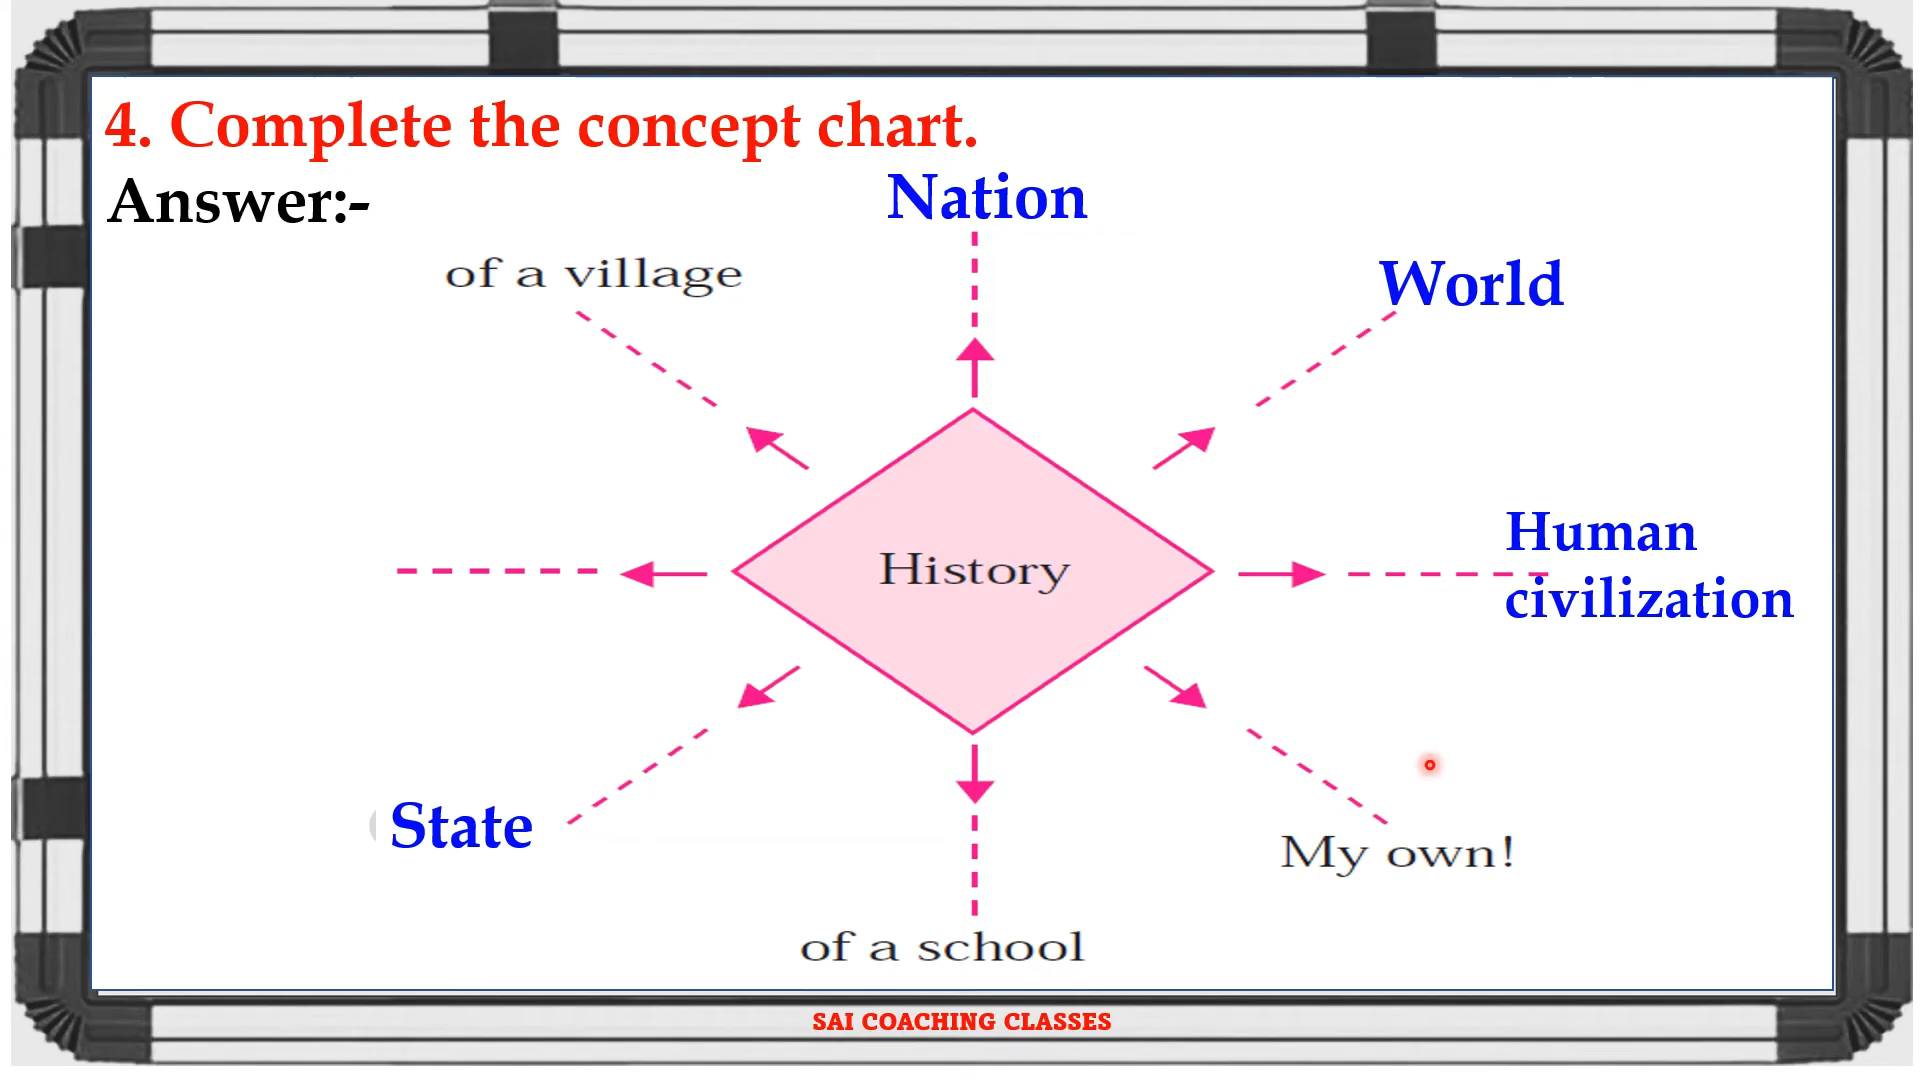 4. Complete the concept chart.
Answer:-
Nation
of a village
World
Human
civilization
History
State
My own!
of a school
SAI COACHING CLASSES